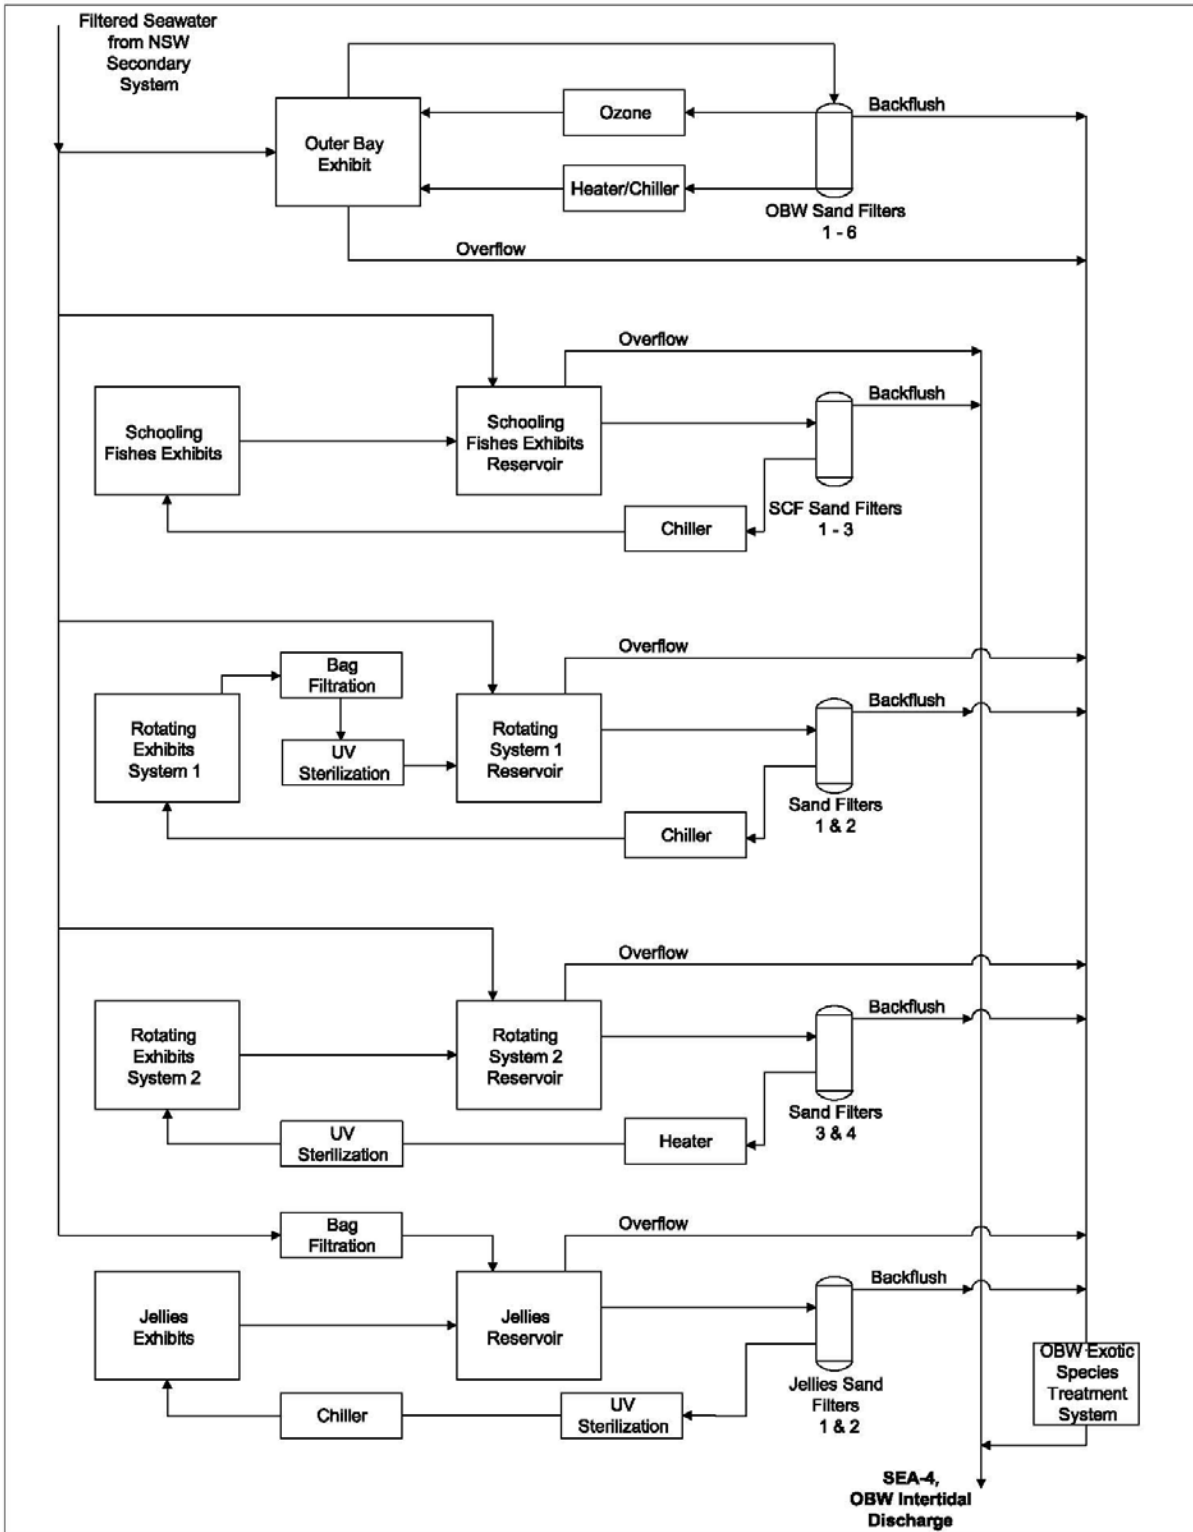 Filtered Seawater
from NSW
Secondary
System
Outer Bay
Exhibit
Ozone
Heater/Chiller
Backflush
OBW Sand Filters
1 - 6
Overflow
Overflow
Schooling
Fishes Exhibits
Schooling
Fishes Exhibits
Reservoir
Backflush
SCF Sand Filters
1 - 3
Chiller
Overflow
Bag
Filtration
Rotating
Exhibits
System 1
UV
Sterilization
Rotating
System 1
Reservoir
Backflush
Sand Filters
1 & 2
Chiller
Overflow
Rotating
Exhibits
System 2
Rotating
System 2
Reservoir
Backflush
Sand Filters
3 & 4
UV
Sterilization
Heater
Bag
Filtration
Overflow
Jellies
Exhibits
Jellies
Reservoir
Backflush
Jellies Sand
Filters
1 & 2
Chiller
UV
Sterilization
OBW Exotic
Species
Treatment
System
SEA-4,
OBW Intertidal
Discharge